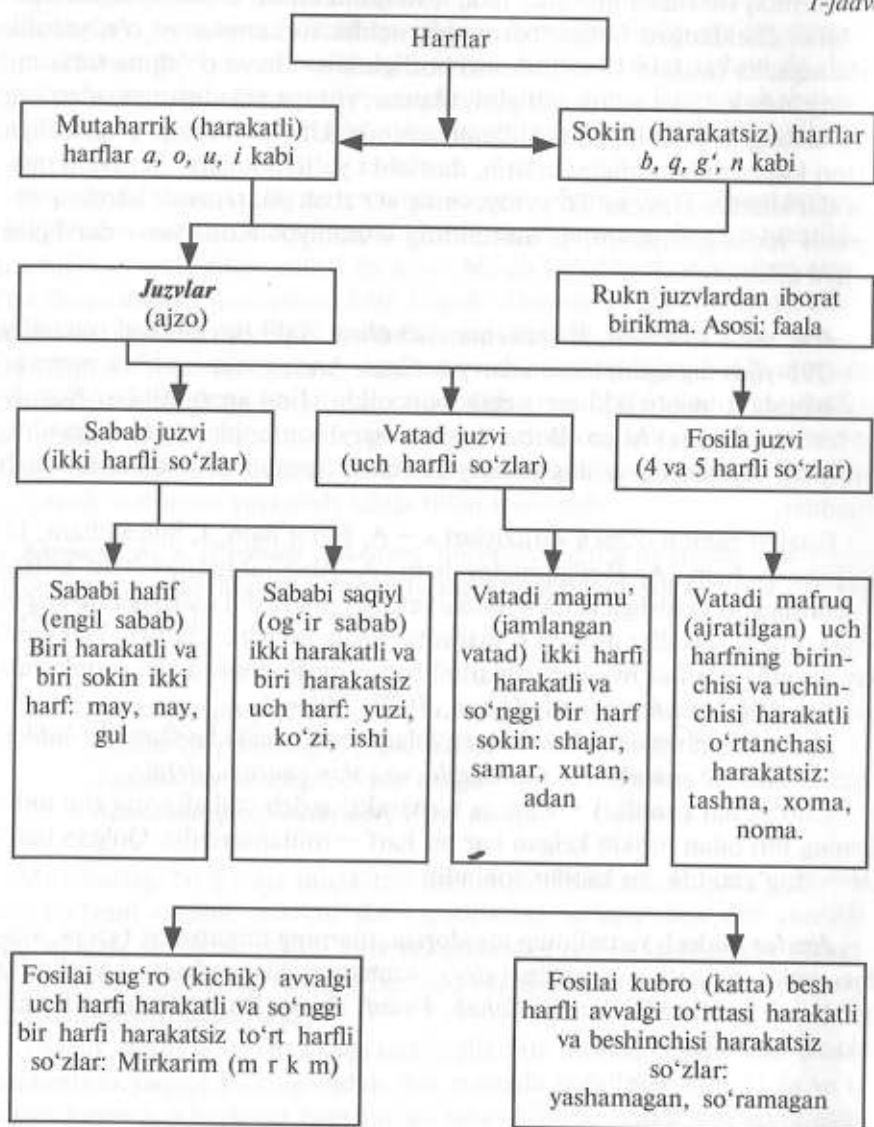 1-jadv
Harflar
Mutaharrik (harakatli)
harflar a, o, u, i kabi
Sokin (harakatsiz) harflar
b, q, g‘, n kabi
Juzvlar
(ajzo)
Rukn juzvlardan iborat
birikma. Asosi: faala
Sabab juzvi
(ikki harfli so‘zlar)
Vatad juzvi
(uch harfli so‘zlar)
Fosila juzvi
(4 va 5 harfli so‘zlar)
Sababi hafif
(engil sabab)
Biri harakatli va
biri sokin ikki
harf: may, nay,
gul
Sababi saqiyl
(og‘ir sabab)
ikki harakatli va
biri harakatsiz
uch harf: yuzi,
ko‘zi, ishi
Vatadi majmu’
(jamlangan
vatad) ikki harfi
harakatli va
so‘nggi bir harf
sokin: shajar,
samar, xutan,
adan
Vatadi mafruq
(ajratilgan) uch
harfning birin-
chisi va uchin-
chisi harakatli
o‘rtanchasi
harakatsiz:
tashna, xoma,
noma.
Fosilai sug‘ro (kichik) avvalgi
uch harfi harakatli va so‘nggi
bir harfi harakatsiz to‘rt harfli
so‘zlar: Mirkarim (m r k m)
Fosilai kubro (katta) besh
harfli avvalgi to‘rttasi harakatli
va beshinchisi harakatsiz
so‘zlar:
yashamagan, so‘ramagan